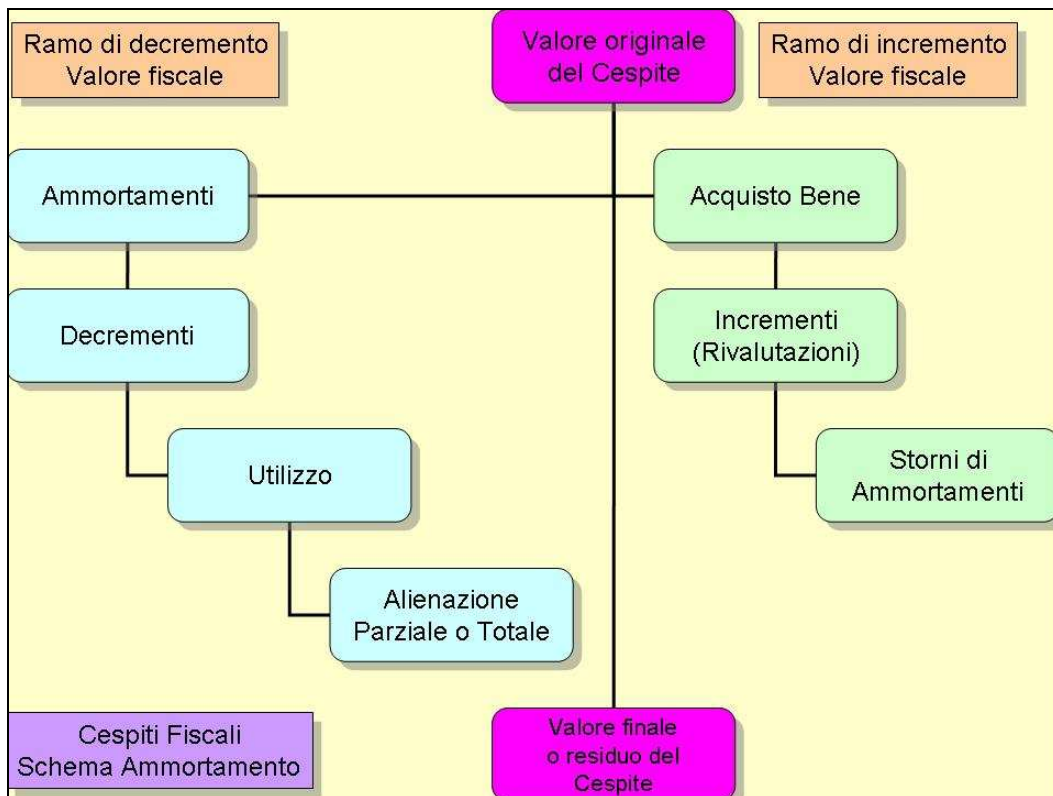 Ramo di decremento
Valore fiscale
Valore originale
del Cespite
Ramo di incremento
Valore fiscale
Ammortamenti
Acquisto Bene
Decrementi
Incrementi
(Rivalutazioni)
Utilizzo
Storni di
Ammortamenti
Alienazione
Parziale o Totale
Cespiti Fiscali
Schema Ammortamento
Valore finale
o residuo del
Cespite